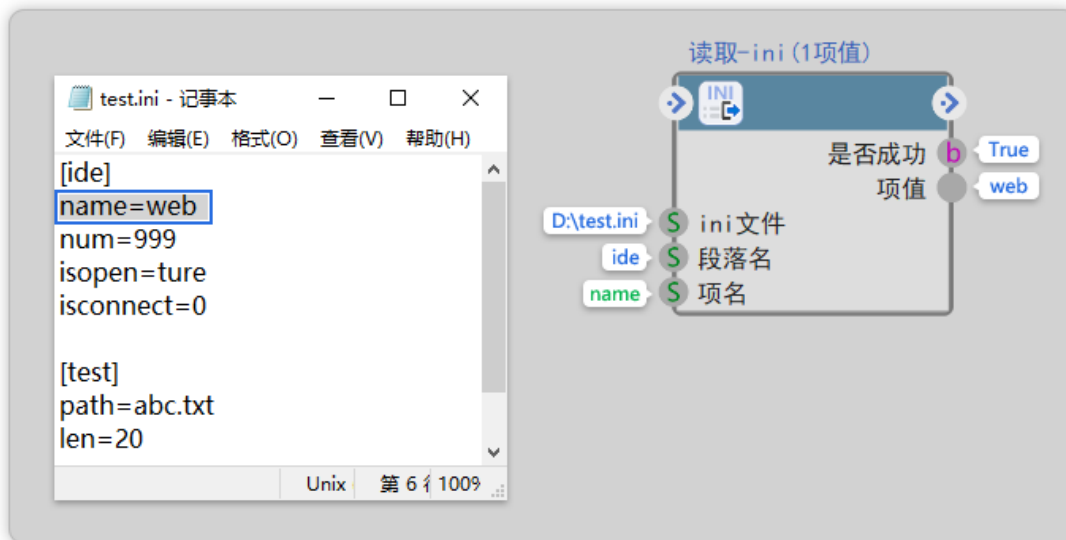 读取-ini(1项值)
test.ini - 记事本
文件(F) 编辑(E) 格式(O) 查看(V) 帮助(H)
[ide]
name=web
num=999
isopen=ture
isconnect=0
[test]
path=abc.txt
len=20
Unix 第 6 100%
INI
是否成功 b True
项值 web
D:\test.ini S ini文件
ide S 段落名
name S 项名